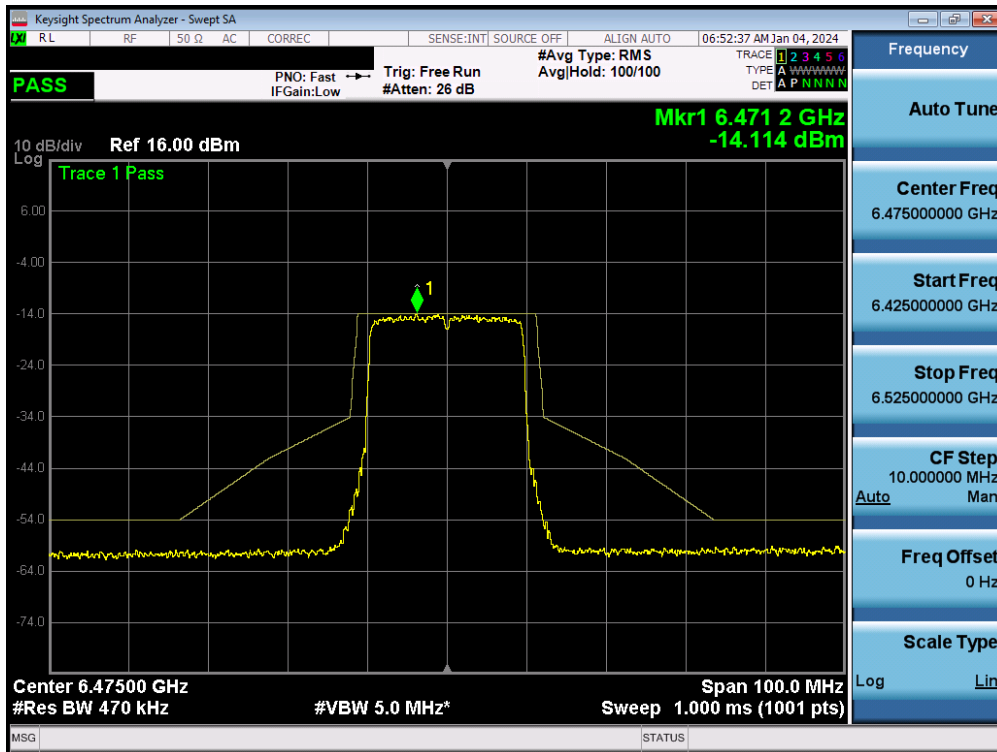 Keysight Spectrum Analyzer - Swept SA
LXI RL RF 50 Ω AC CORREC SENSE:INT SOURCE OFF ALIGN AUTO 06:52:37 AM Jan 04, 2024
PASS
PNO: Fast
IFGain:Low
Trig: Free Run
#Atten: 26 dB
#Avg Type: RMS
Avg|Hold: 100/100
TRACE 1 2 3 4 5 6
TYPE A WWWWW
DET A P N N N N
Mkr1 6.471 2 GHz
-14.114 dBm
10 dB/div Ref 16.00 dBm
Log
Trace 1 Pass
1
6.00
-4.00
-14.0
-24.0
-34.0
-44.0
-54.0
-64.0
-74.0
Center 6.47500 GHz Span 100.0 MHz
#Res BW 470 kHz #VBW 5.0 MHz* Sweep 1.000 ms (1001 pts)
MSG STATUS
Frequency
Auto Tune
Center Freq
6.475000000 GHz
Start Freq
6.425000000 GHz
Stop Freq
6.525000000 GHz
CF Step
10.000000 MHz
Auto Man
Freq Offset
0 Hz
Scale Type
Log Lin